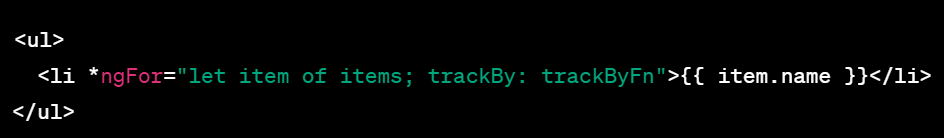 <ul>
  <li *ngFor="let item of items; trackBy: trackByFn">{{ item.name }}</li>
</ul>